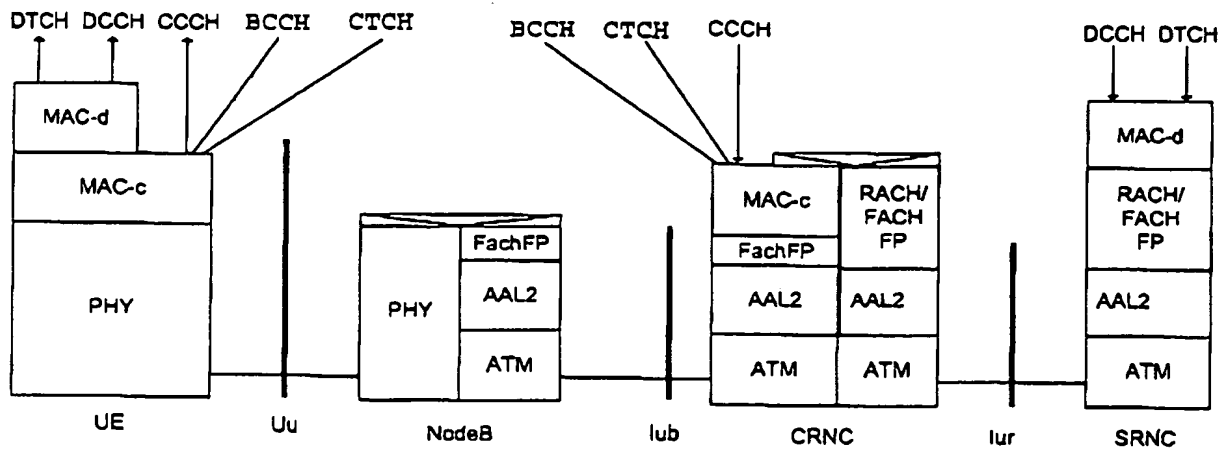 DTCH DCCH CCCH BCCH CTCH
BCCH CTCH CCCH
DCCH DTCH
MAC-d
MAC-c
PHY
UE
Uu
PHY
FachFP
AAL2
ATM
NodeB
Iub
MAC-c
FachFP
AAL2
ATM
RACH/
FACH
FP
AAL2
ATM
CRNC
Iur
MAC-d
RACH/
FACH
FP
AAL2
ATM
SRNC